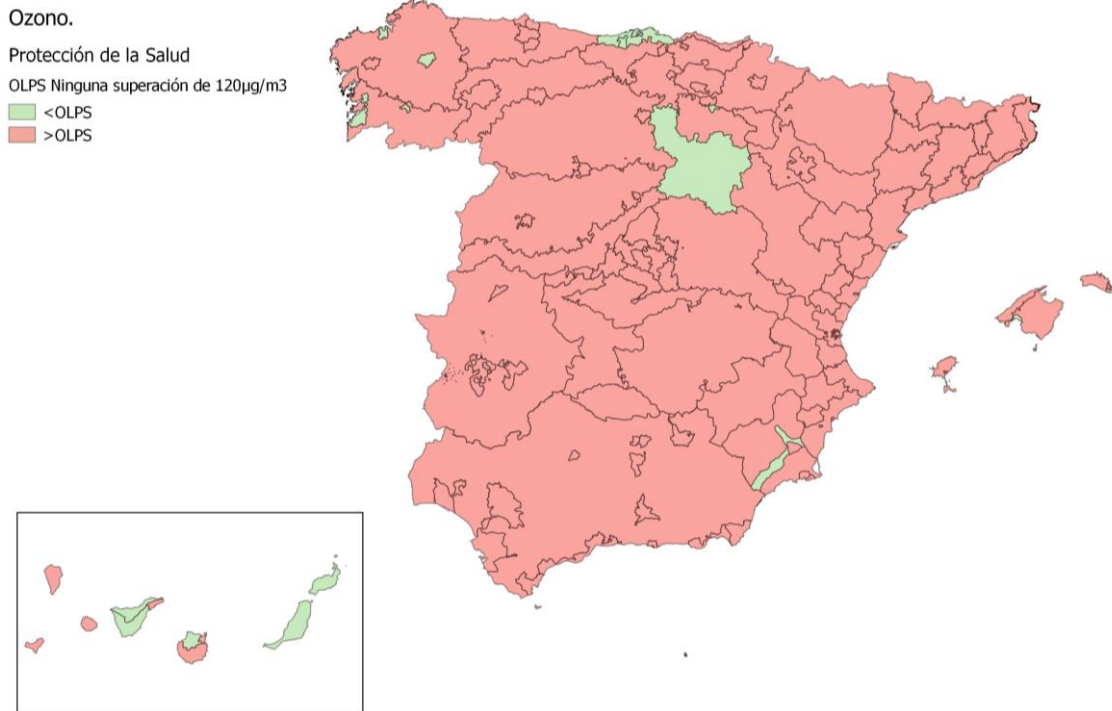 Ozono.
Protección de la Salud
OLPS Ninguna superación de 120µg/m3
<OLPS
>OLPS